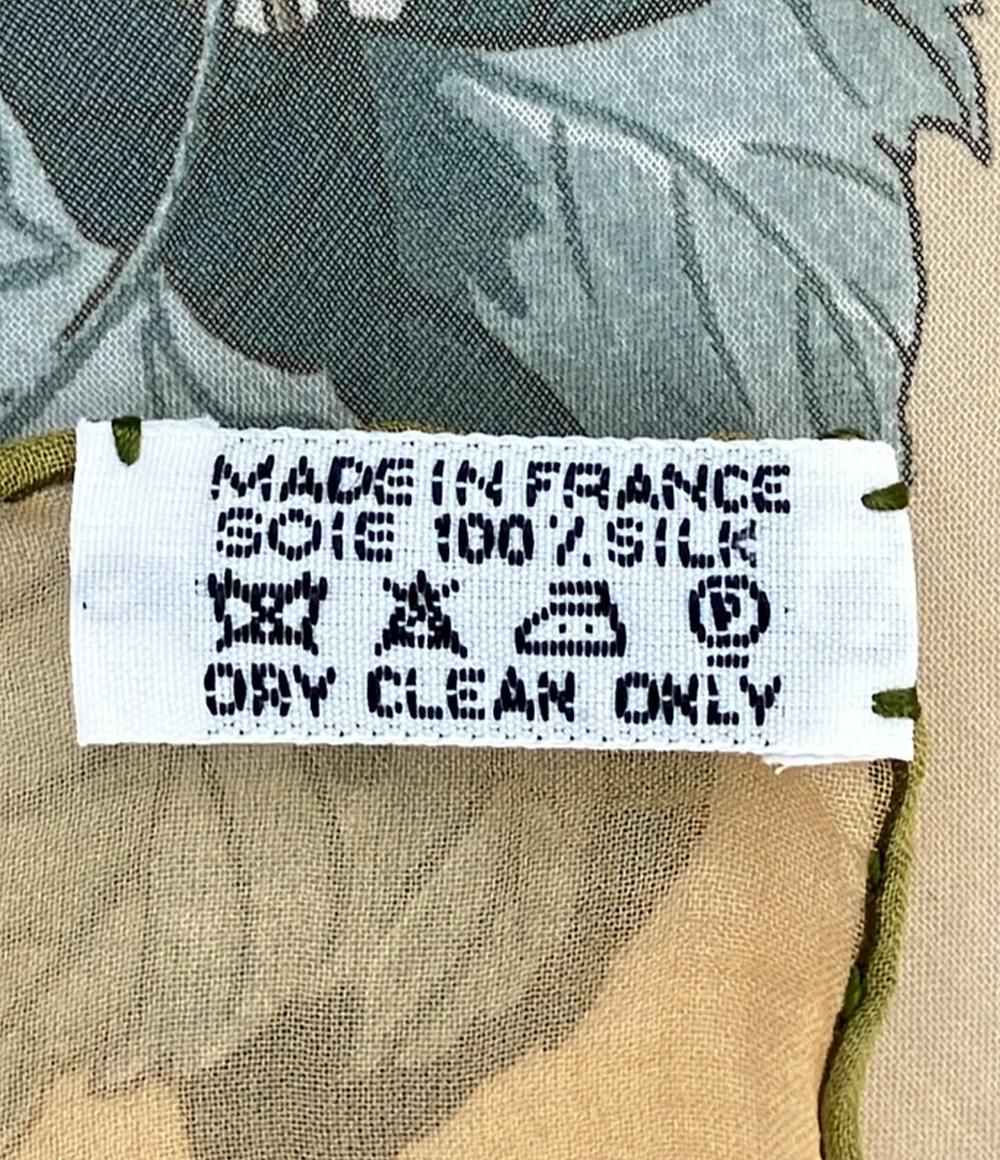 MADE IN FRANCE
SOIE 100% SILK
P
DRY CLEAN ONLY